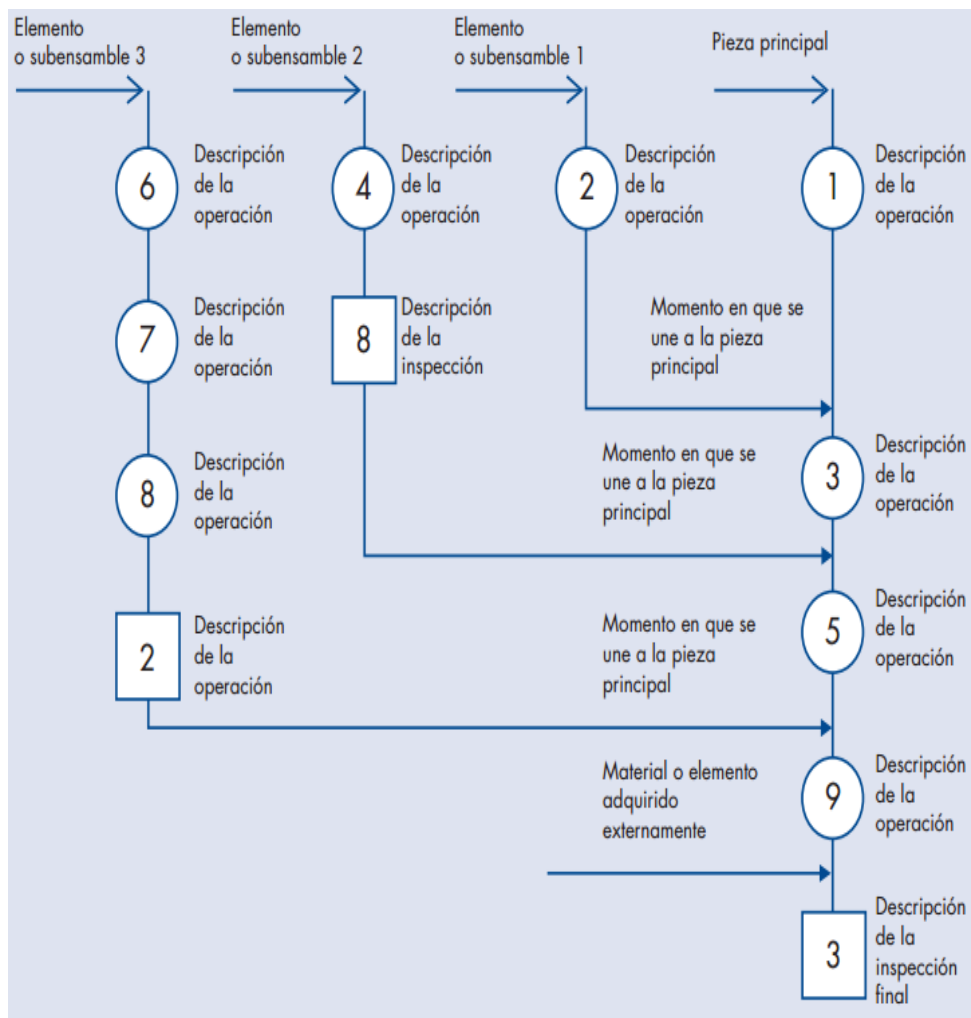 Elemento
o subensamble 3
Elemento
o subensamble 2
Elemento
o subensamble 1
Pieza principal
6
Descripción
de la
operación
4
Descripción
de la
operación
2
Descripción
de la
operación
1
Descripción
de la
operación
7
Descripción
de la
operación
8
Descripción
de la
inspección
Momento en que se
une a la pieza
principal
8
Descripción
de la
operación
Momento en que se
une a la pieza
principal
3
Descripción
de la
operación
2
Descripción
de la
operación
Momento en que se
une a la pieza
principal
5
Descripción
de la
operación
Material o elemento
adquirido
externamente
9
Descripción
de la
operación
3
Descripción
de la
inspección
final